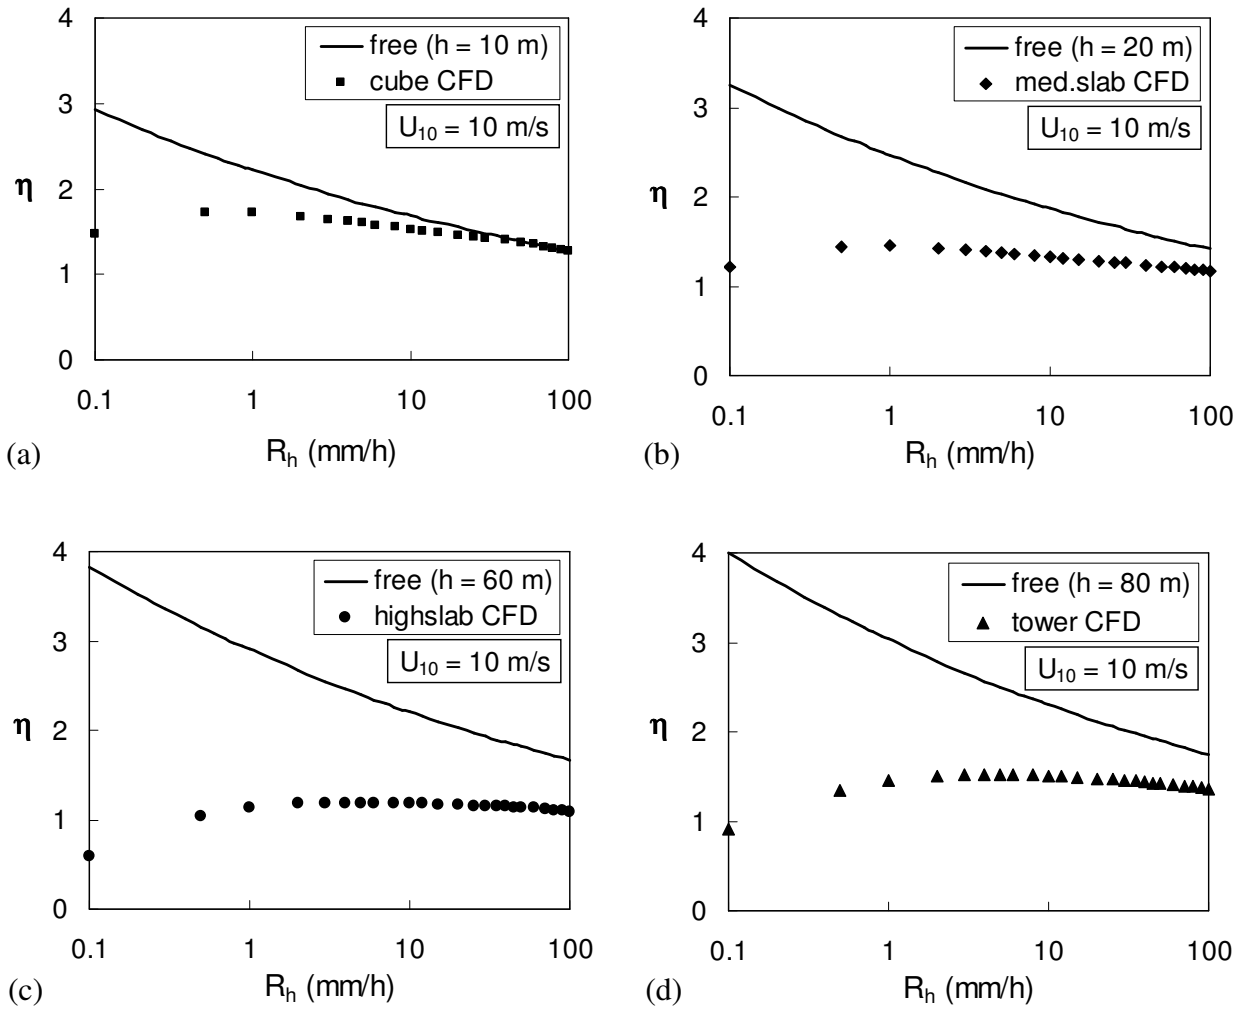 4
3
2
1
0
η
free (h = 10 m)
cube CFD
U10 = 10 m/s
0.1 1 10 100
(a) Rh (mm/h)
4
3
2
1
0
η
free (h = 20 m)
med.slab CFD
U10 = 10 m/s
0.1 1 10 100
(b) Rh (mm/h)
4
3
2
1
0
η
free (h = 60 m)
highslab CFD
U10 = 10 m/s
0.1 1 10 100
(c) Rh (mm/h)
4
3
2
1
0
η
free (h = 80 m)
tower CFD
U10 = 10 m/s
0.1 1 10 100
(d) Rh (mm/h)